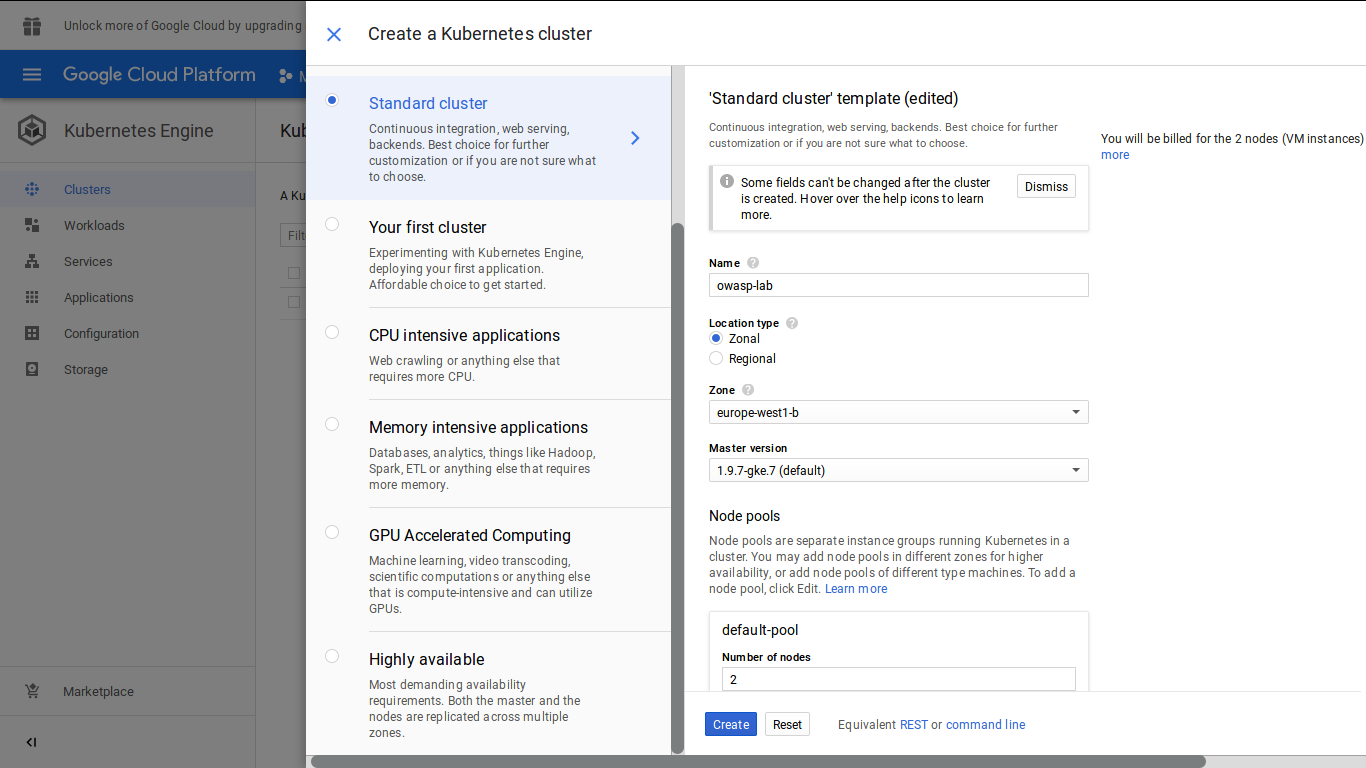 Unlock more of Google Cloud by upgrading
Google Cloud Platform
Kubernetes Engine
Clusters
Workloads
Services
Applications
Configuration
Storage
Marketplace
Create a Kubernetes cluster
Standard cluster
Continuous integration, web serving,
backends. Best choice for further
customization or if you are not sure what
to choose.
Your first cluster
Experimenting with Kubernetes Engine,
deploying your first application.
Affordable choice to get started.
CPU intensive applications
Web crawling or anything else that
requires more CPU.
Memory intensive applications
Databases, analytics, things like Hadoop,
Spark, ETL or anything else that requires
more memory.
GPU Accelerated Computing
Machine learning, video transcoding,
scientific computations or anything else
that is compute-intensive and can utilize
GPUs.
Highly available
Most demanding availability
requirements. Both the master and the
nodes are replicated across multiple
zones.
'Standard cluster' template (edited)
Continuous integration, web serving, backends. Best choice for further
customization or if you are not sure what to choose.
Some fields can't be changed after the cluster
is created. Hover over the help icons to learn
more.
Dismiss
Name
owasp-lab
Location type
Zonal
Regional
Zone
europe-west1-b
Master version
1.9.7-gke.7 (default)
Node pools
Node pools are separate instance groups running Kubernetes in a
cluster. You may add node pools in different zones for higher
availability, or add node pools of different type machines. To add a
node pool, click Edit. Learn more
default-pool
Number of nodes
2
Create
Reset
Equivalent REST or command line
You will be billed for the 2 nodes (VM instances)
more